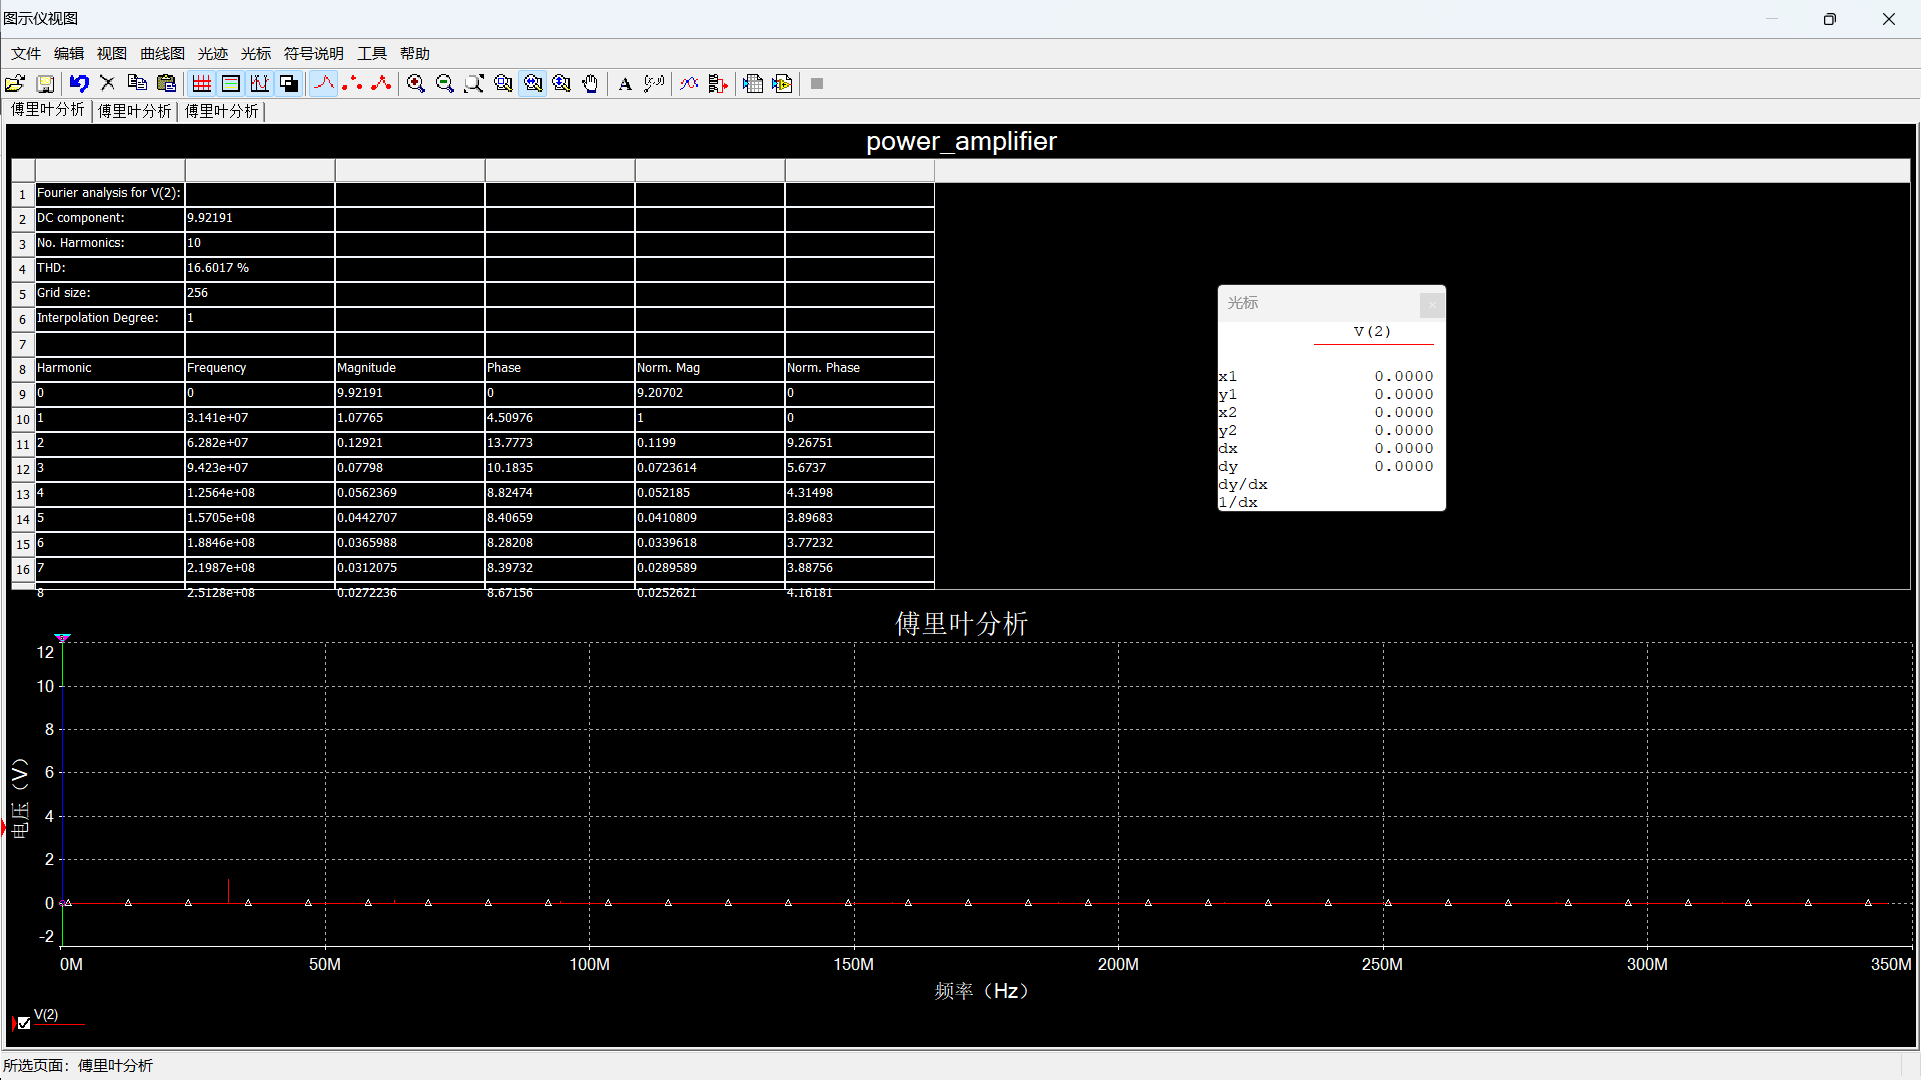 图示仪视图
文件 编辑 视图 曲线图 光迹 光标 符号说明 工具 帮助
傅里叶分析 傅里叶分析 傅里叶分析
power_amplifier
1 Fourier analysis for V(2):
2 DC component: 9.92191
3 No. Harmonics: 10
4 THD: 16.6017 %
5 Grid size: 256
6 Interpolation Degree: 1
7
8 Harmonic Frequency Magnitude Phase Norm. Mag Norm. Phase
9 0 0 9.92191 0 9.20702 0
10 1 3.141e+07 1.07765 4.50976 1 0
11 2 6.282e+07 0.12921 13.7773 0.1199 9.26751
12 3 9.423e+07 0.07798 10.1835 0.0723614 5.6737
13 4 1.2564e+08 0.0562369 8.82474 0.052185 4.31498
14 5 1.5705e+08 0.0442707 8.40659 0.0410809 3.89683
15 6 1.8846e+08 0.0365988 8.28208 0.0339618 3.77232
16 7 2.1987e+08 0.0312075 8.39732 0.0289589 3.88756
8 2.5128e+08 0.0272236 8.67156 0.0252621 4.16181
光标
V(2)
x1 0.0000
y1 0.0000
x2 0.0000
y2 0.0000
dx 0.0000
dy 0.0000
dy/dx
1/dx
傅里叶分析
12
10
8
6
4
2
0
-2
电压（V）
0M 50M 100M 150M 200M 250M 300M 350M
频率（Hz）
V(2)
所选页面：傅里叶分析